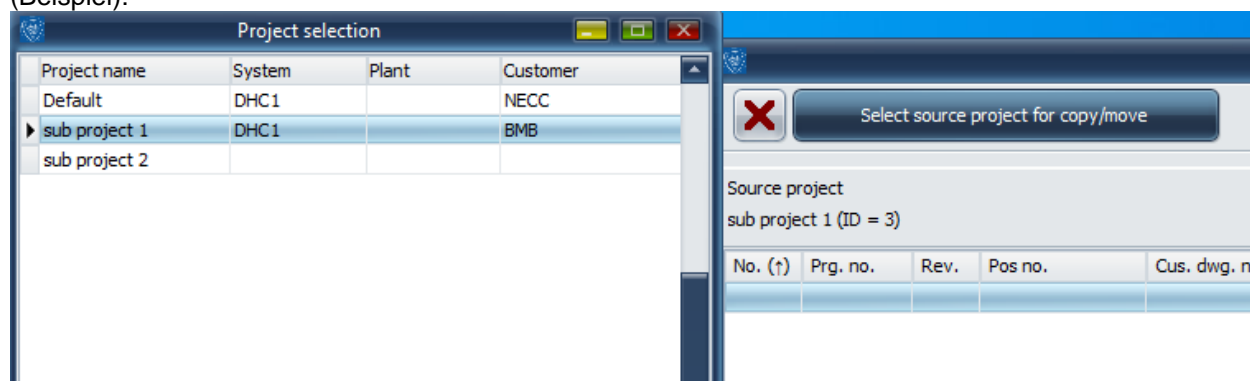 (Beispiel):
Project selection
Project name System Plant Customer
Default DHC1 NECC
sub project 1 DHC1 BMB
sub project 2
Select source project for copy/move
Source project
sub project 1 (ID = 3)
No. (↑) Prg. no. Rev. Pos no. Cus. dwg. n